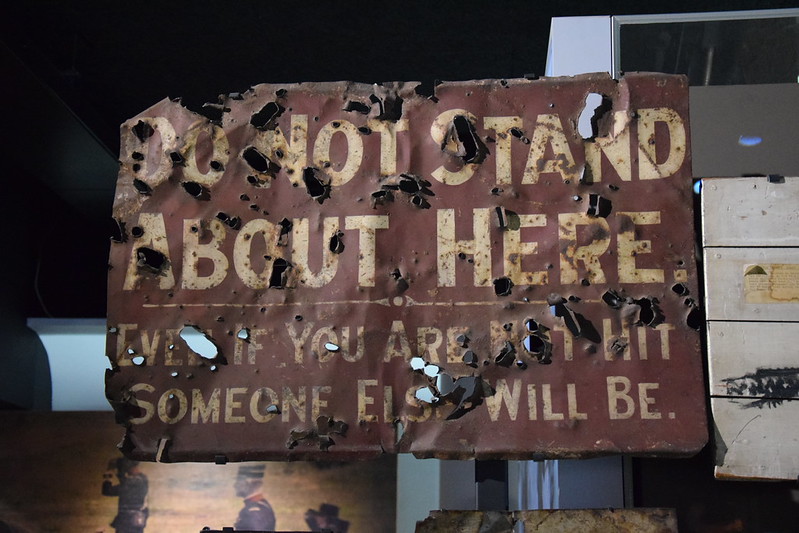 DO NOT STAND
ABOUT HERE.
EVEN IF YOU ARE NOT HIT
SOMEONE ELSE WILL BE.